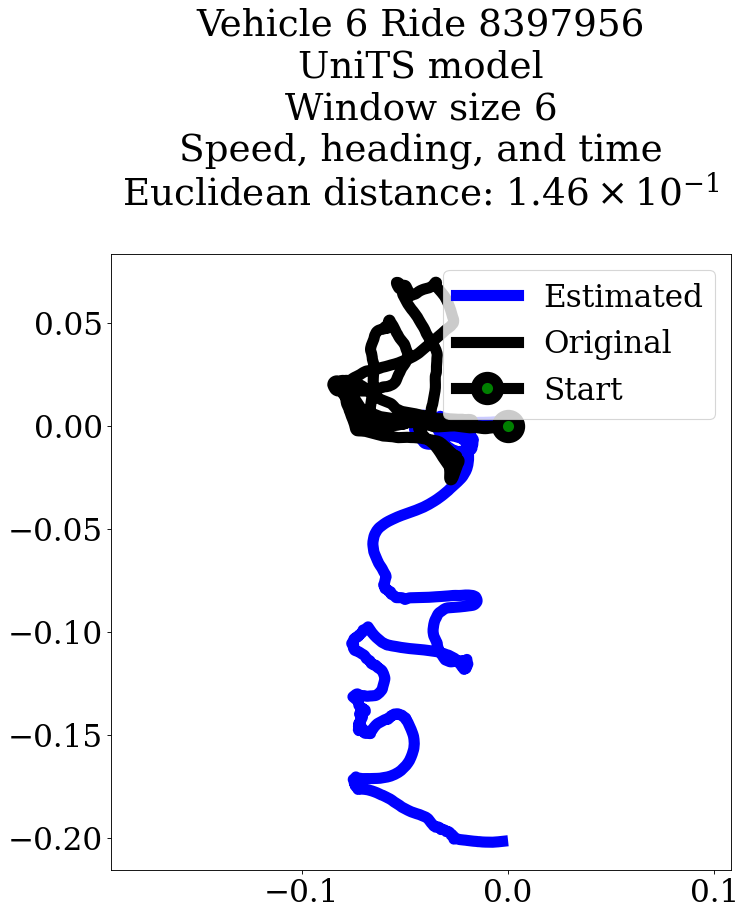 Vehicle 6 Ride 8397956
UniTS model
Window size 6
Speed, heading, and time
Euclidean distance: $1.46 \times 10^{-1}$
Estimated
Original
Start
0.05
0.00
−0.05
−0.10
−0.15
−0.20
−0.1 0.0 0.1